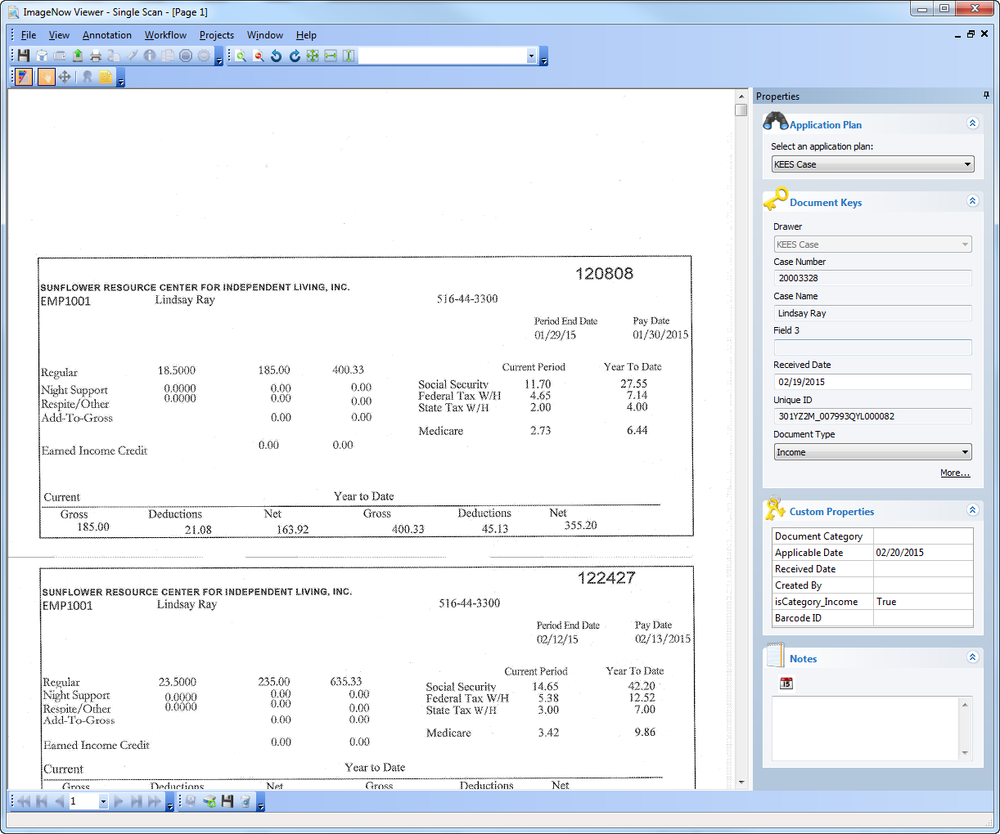 ImageNow Viewer - Single Scan - [Page 1]
File View Annotation Workflow Projects Window Help
120808
SUNFLOWER RESOURCE CENTER FOR INDEPENDENT LIVING, INC.
EMP1001 Lindsay Ray 516-44-3300
Period End Date Pay Date
01/29/15 01/30/2015
Current Period Year To Date
Regular 18.5000 185.00 400.33
Social Security 11.70 27.55
Night Support 0.0000 0.00 0.00
Federal Tax W/H 4.65 7.14
Respite/Other 0.0000 0.00 0.00
State Tax W/H 2.00 4.00
Add-To-Gross 0.00 0.00
Medicare 2.73 6.44
Earned Income Credit 0.00 0.00
Current Year to Date
Gross Deductions Net Gross Deductions Net
185.00 21.08 163.92 400.33 45.13 355.20
122427
SUNFLOWER RESOURCE CENTER FOR INDEPENDENT LIVING, INC.
EMP1001 Lindsay Ray 516-44-3300
Period End Date Pay Date
02/12/15 02/13/2015
Current Period Year To Date
Regular 23.5000 235.00 635.33
Social Security 14.65 42.20
Night Support 0.0000 0.00 0.00
Federal Tax W/H 5.38 12.52
Respite/Other 0.0000 0.00 0.00
State Tax W/H 3.00 7.00
Add-To-Gross 0.00 0.00
Medicare 3.42 9.86
Earned Income Credit 0.00 0.00
Current Year to Date
Gross Deductions Net Gross Deductions Net
1
Properties
Application Plan
Select an application plan:
KEES Case
Document Keys
Drawer
KEES Case
Case Number
20003328
Case Name
Lindsay Ray
Field 3
Received Date
02/19/2015
Unique ID
301YZ2M_007993QYL000082
Document Type
Income
More...
Custom Properties
Document Category
Applicable Date 02/20/2015
Received Date
Created By
isCategory_Income True
Barcode ID
Notes
15